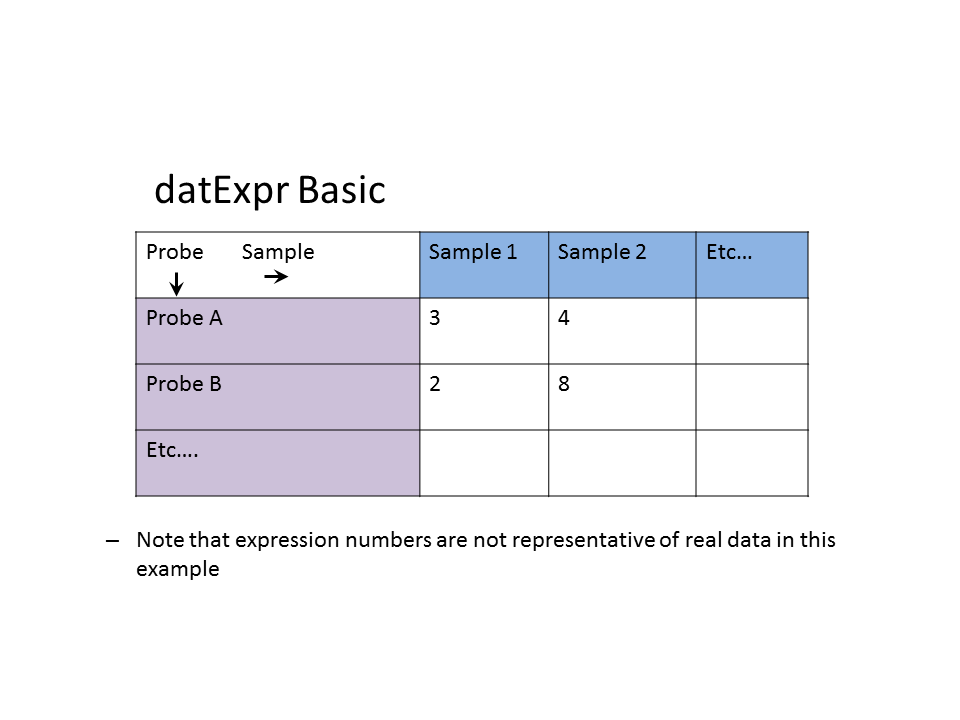 datExpr Basic
Probe Sample Sample 1 Sample 2 Etc...
Probe A 3 4
Probe B 2 8
Etc....
– Note that expression numbers are not representative of real data in this
example